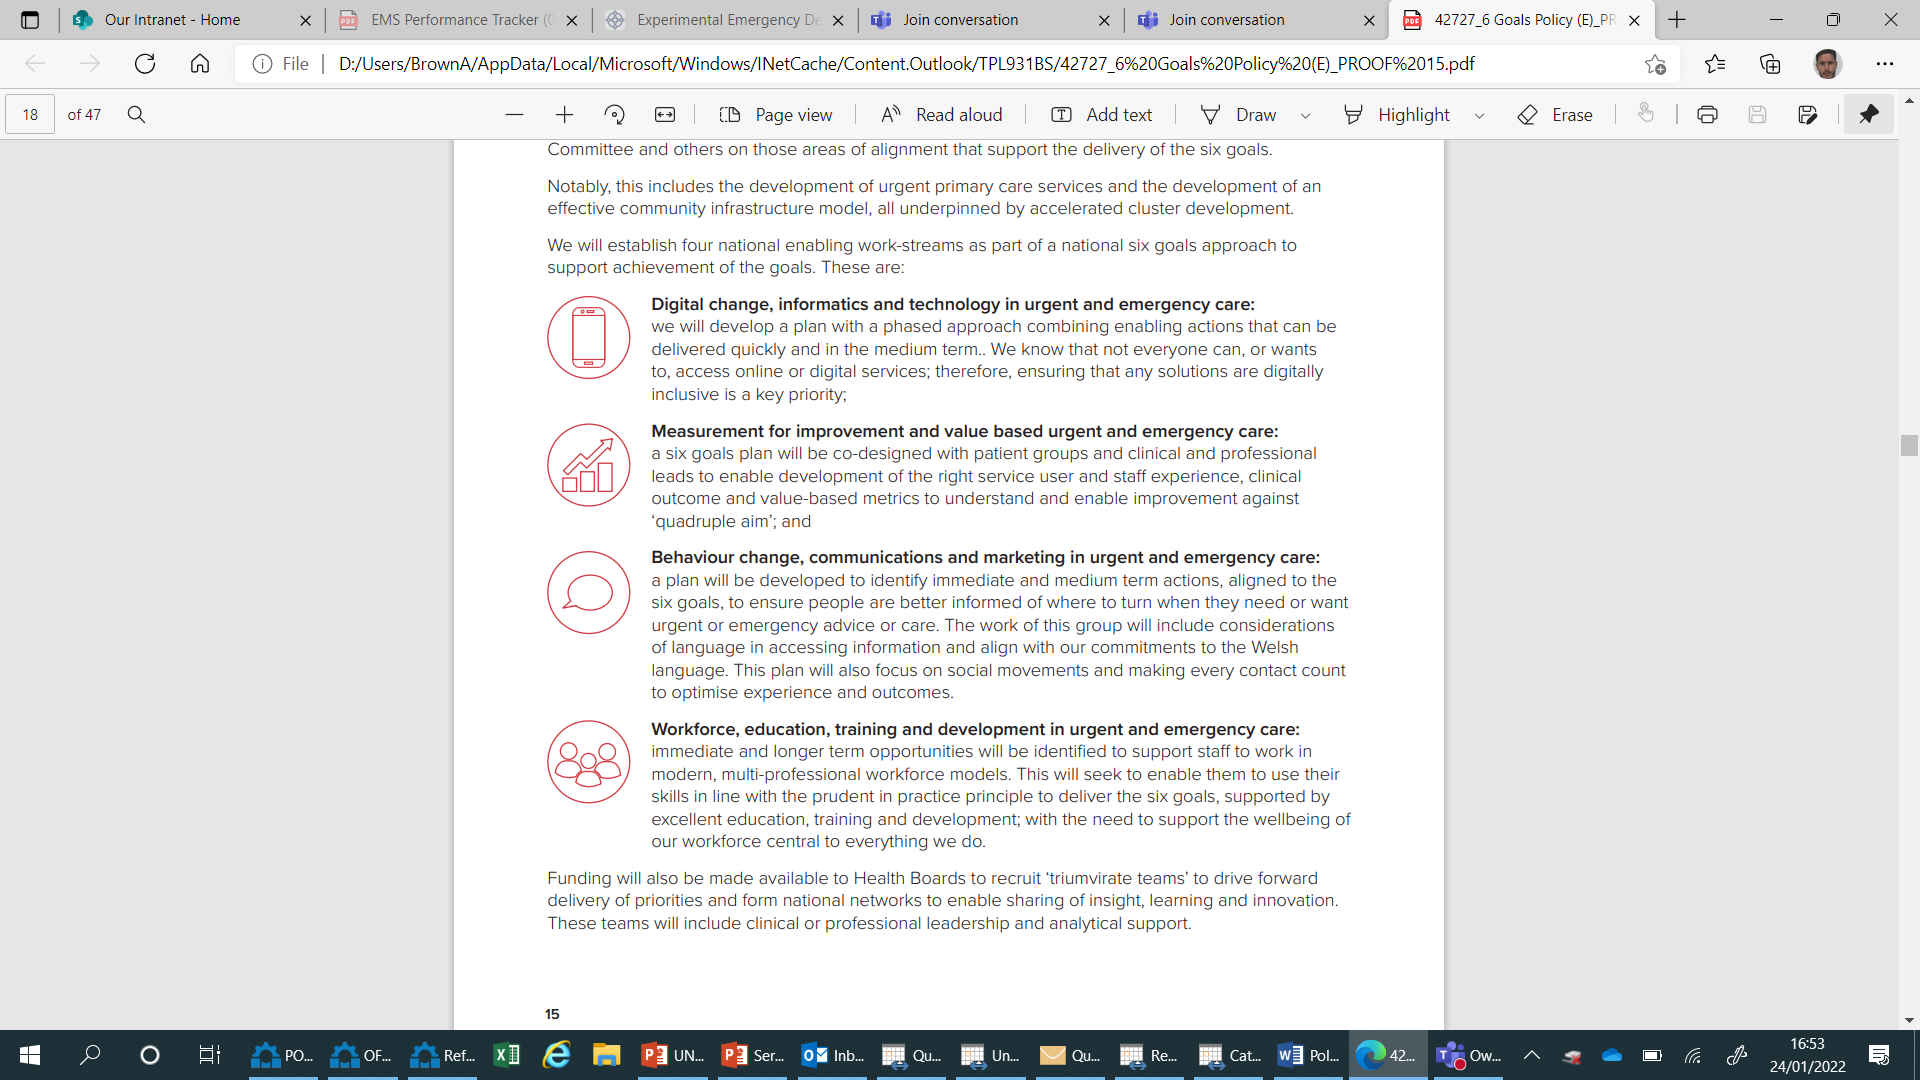 Our Intranet - Home
EMS Performance Tracker (
Experimental Emergency De
Join conversation
Join conversation
42727_6 Goals Policy (E)_PR
File
D:/Users/BrownA/AppData/Local/Microsoft/Windows/INetCache/Content.Outlook/TPL931BS/42727_6%20Goals%20Policy%20(E)_PROOF%2015.pdf
18 of 47
Page view
Read aloud
Add text
Draw
Highlight
Erase
Committee and others on those areas of alignment that support the delivery of the six goals.
Notably, this includes the development of urgent primary care services and the development of an
effective community infrastructure model, all underpinned by accelerated cluster development.
We will establish four national enabling work-streams as part of a national six goals approach to
support achievement of the goals. These are:
Digital change, informatics and technology in urgent and emergency care:
we will develop a plan with a phased approach combining enabling actions that can be
delivered quickly and in the medium term.. We know that not everyone can, or wants
to, access online or digital services; therefore, ensuring that any solutions are digitally
inclusive is a key priority;
Measurement for improvement and value based urgent and emergency care:
a six goals plan will be co-designed with patient groups and clinical and professional
leads to enable development of the right service user and staff experience, clinical
outcome and value-based metrics to understand and enable improvement against
‘quadruple aim’; and
Behaviour change, communications and marketing in urgent and emergency care:
a plan will be developed to identify immediate and medium term actions, aligned to the
six goals, to ensure people are better informed of where to turn when they need or want
urgent or emergency advice or care. The work of this group will include considerations
of language in accessing information and align with our commitments to the Welsh
language. This plan will also focus on social movements and making every contact count
to optimise experience and outcomes.
Workforce, education, training and development in urgent and emergency care:
immediate and longer term opportunities will be identified to support staff to work in
modern, multi-professional workforce models. This will seek to enable them to use their
skills in line with the prudent in practice principle to deliver the six goals, supported by
excellent education, training and development; with the need to support the wellbeing of
our workforce central to everything we do.
Funding will also be made available to Health Boards to recruit ‘triumvirate teams’ to drive forward
delivery of priorities and form national networks to enable sharing of insight, learning and innovation.
These teams will include clinical or professional leadership and analytical support.
15
PO...
OF...
Ref...
UN...
Ser...
Inb...
Qu...
Un...
Qu...
Re...
Cat...
Pol...
42...
Ow...
16:53
24/01/2022